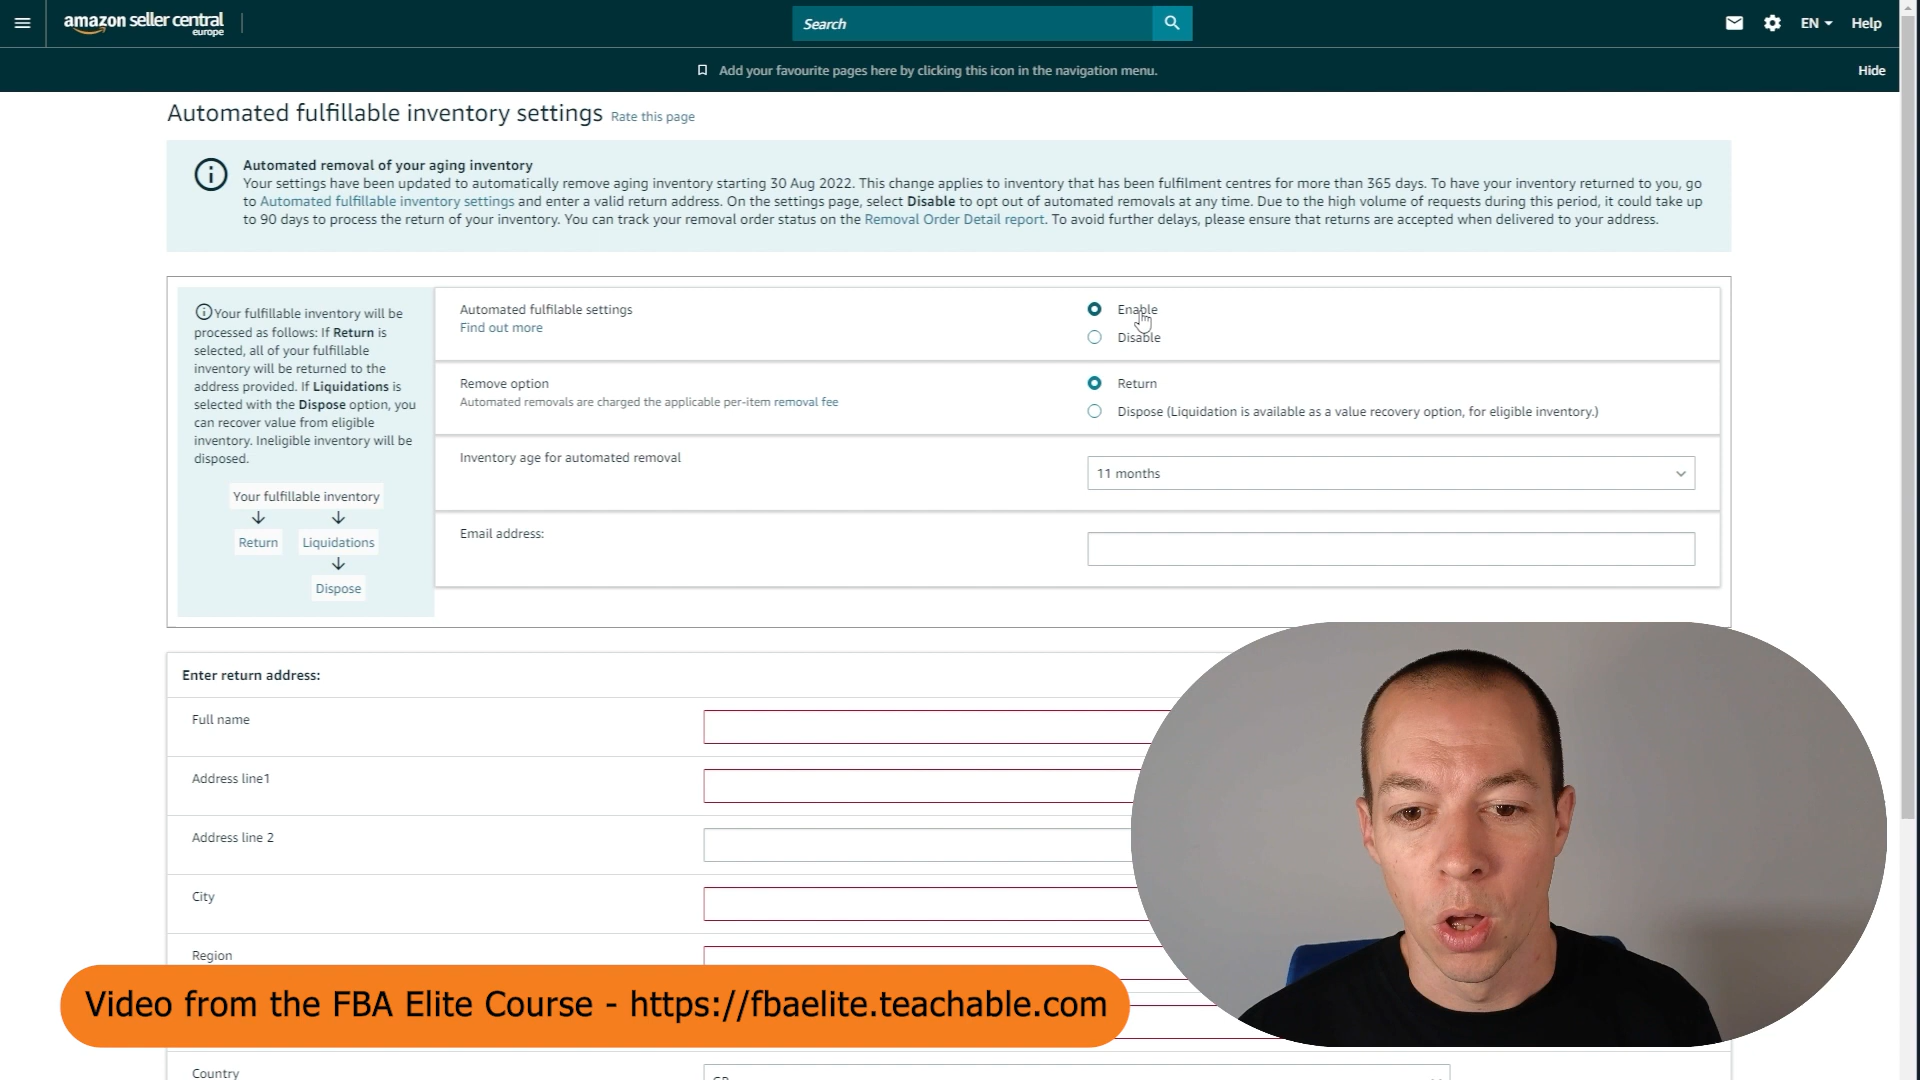 amazon seller central
europe
Search
EN
Help
Add your favourite pages here by clicking this icon in the navigation menu.
Hide
Automated fulfillable inventory settings Rate this page
Automated removal of your aging inventory
Your settings have been updated to automatically remove aging inventory starting 30 Aug 2022. This change applies to inventory that has been fulfilment centres for more than 365 days. To have your inventory returned to you, go
to Automated fulfillable inventory settings and enter a valid return address. On the settings page, select Disable to opt out of automated removals at any time. Due to the high volume of requests during this period, it could take up
to 90 days to process the return of your inventory. You can track your removal order status on the Removal Order Detail report. To avoid further delays, please ensure that returns are accepted when delivered to your address.
Your fulfillable inventory will be
processed as follows: If Return is
selected, all of your fulfillable
inventory will be returned to the
address provided. If Liquidations is
selected with the Dispose option, you
can recover value from eligible
inventory. Ineligible inventory will be
disposed.
Your fulfillable inventory
Return Liquidations
Dispose
Automated fulfilable settings
Find out more
Enable
Disable
Remove option
Automated removals are charged the applicable per-item removal fee
Return
Dispose (Liquidation is available as a value recovery option, for eligible inventory.)
Inventory age for automated removal
11 months
Email address:
Enter return address:
Full name
Address line1
Address line 2
City
Region
Video from the FBA Elite Course - https://fbaelite.teachable.com
Country